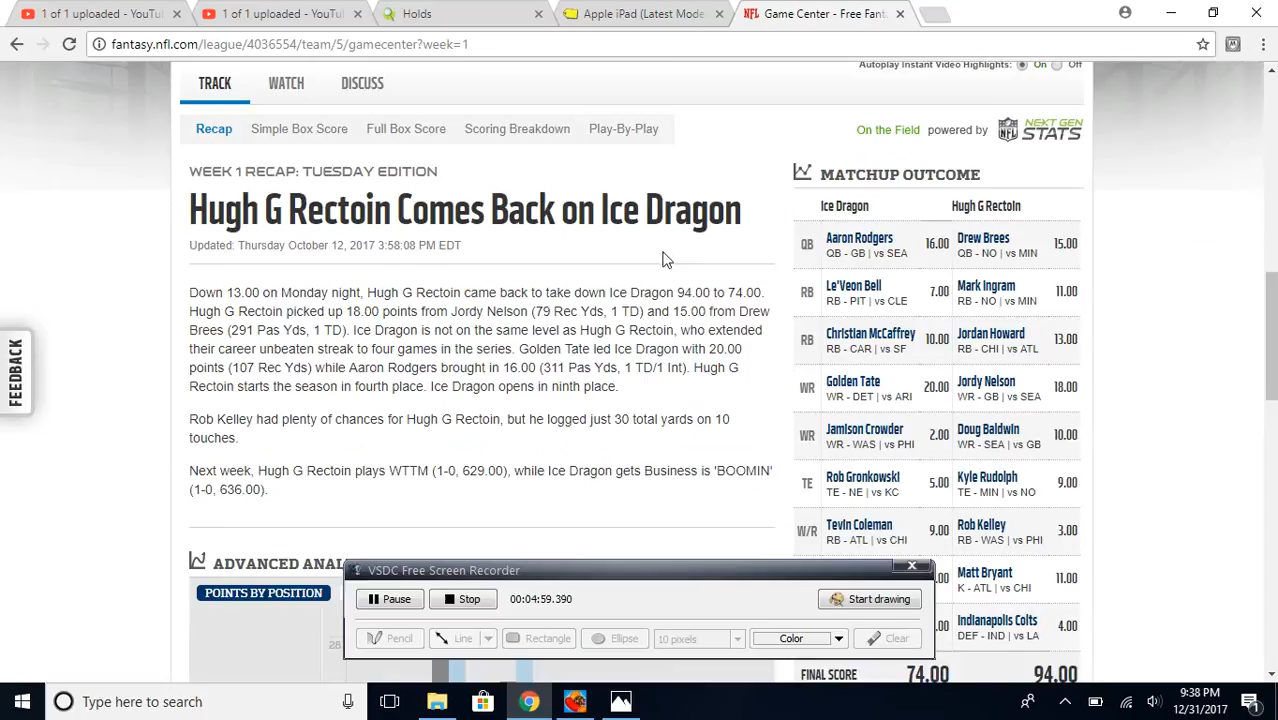 1 of 1 uploaded - YouTu
1 of 1 uploaded - YouTu
Holds
Apple iPad (Latest Mode
NFL Game Center - Free Fant
fantasy.nfl.com/league/4036554/team/5/gamecenter?week=1
Autoplay Instant Video Highlights: On Off
TRACK WATCH DISCUSS
Recap Simple Box Score Full Box Score Scoring Breakdown Play-By-Play
On the Field powered by NFL NEXT GEN STATS
WEEK 1 RECAP: TUESDAY EDITION
Hugh G Rectoin Comes Back on Ice Dragon
Updated: Thursday October 12, 2017 3:58:08 PM EDT
Down 13.00 on Monday night, Hugh G Rectoin came back to take down Ice Dragon 94.00 to 74.00.
Hugh G Rectoin picked up 18.00 points from Jordy Nelson (79 Rec Yds, 1 TD) and 15.00 from Drew
Brees (291 Pas Yds, 1 TD). Ice Dragon is not on the same level as Hugh G Rectoin, who extended
their career unbeaten streak to four games in the series. Golden Tate led Ice Dragon with 20.00
points (107 Rec Yds) while Aaron Rodgers brought in 16.00 (311 Pas Yds, 1 TD/1 Int). Hugh G
Rectoin starts the season in fourth place. Ice Dragon opens in ninth place.
Rob Kelley had plenty of chances for Hugh G Rectoin, but he logged just 30 total yards on 10
touches.
Next week, Hugh G Rectoin plays WTTM (1-0, 629.00), while Ice Dragon gets Business is 'BOOMIN'
(1-0, 636.00).
MATCHUP OUTCOME
Ice Dragon Hugh G Rectoin
QB Aaron Rodgers 16.00 Drew Brees 15.00
QB - GB | vs SEA QB - NO | vs MIN
RB Le'Veon Bell 7.00 Mark Ingram 11.00
RB - PIT | vs CLE RB - NO | vs MIN
RB Christian McCaffrey 10.00 Jordan Howard 13.00
RB - CAR | vs SF RB - CHI | vs ATL
WR Golden Tate 20.00 Jordy Nelson 18.00
WR - DET | vs ARI WR - GB | vs SEA
WR Jamison Crowder 2.00 Doug Baldwin 10.00
WR - WAS | vs PHI WR - SEA | vs GB
TE Rob Gronkowski 5.00 Kyle Rudolph 9.00
TE - NE | vs KC TE - MIN | vs NO
W/R Tevin Coleman 9.00 Rob Kelley 3.00
RB - ATL | vs CHI RB - WAS | vs PHI
Matt Bryant 11.00
K - ATL | vs CHI
Indianapolis Colts 4.00
DEF - IND | vs LA
FINAL SCORE 74.00 94.00
FEEDBACK
ADVANCED ANAL
POINTS BY POSITION
28
VSDC Free Screen Recorder
Pause Stop 00:04:59.390 Start drawing
Pencil Line Rectangle Ellipse 10 pixels Color Clear
Type here to search
9:38 PM
12/31/2017
1